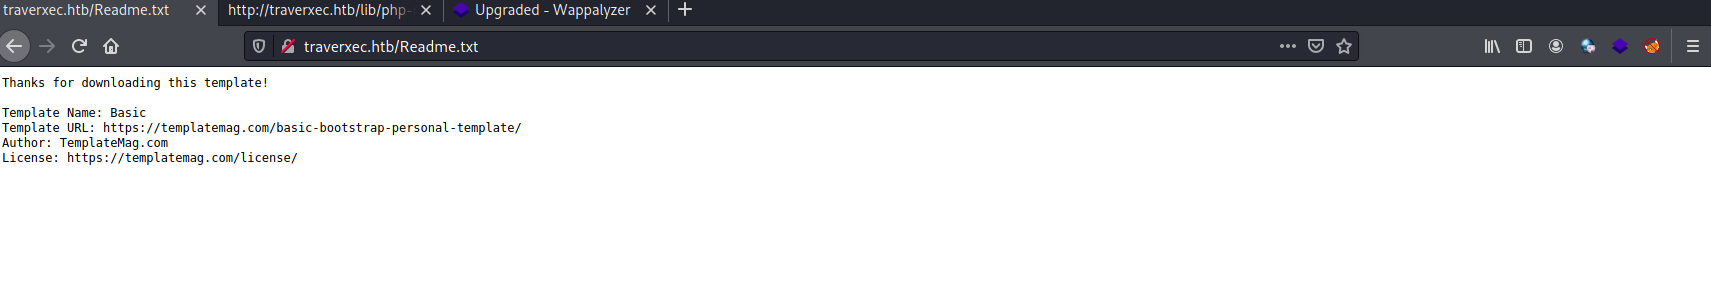 traverxec.htb/Readme.txt
http://traverxec.htb/lib/php-
Upgraded - Wappalyzer
traverxec.htb/Readme.txt
Thanks for downloading this template!
Template Name: Basic
Template URL: https://templatemag.com/basic-bootstrap-personal-template/
Author: TemplateMag.com
License: https://templatemag.com/license/